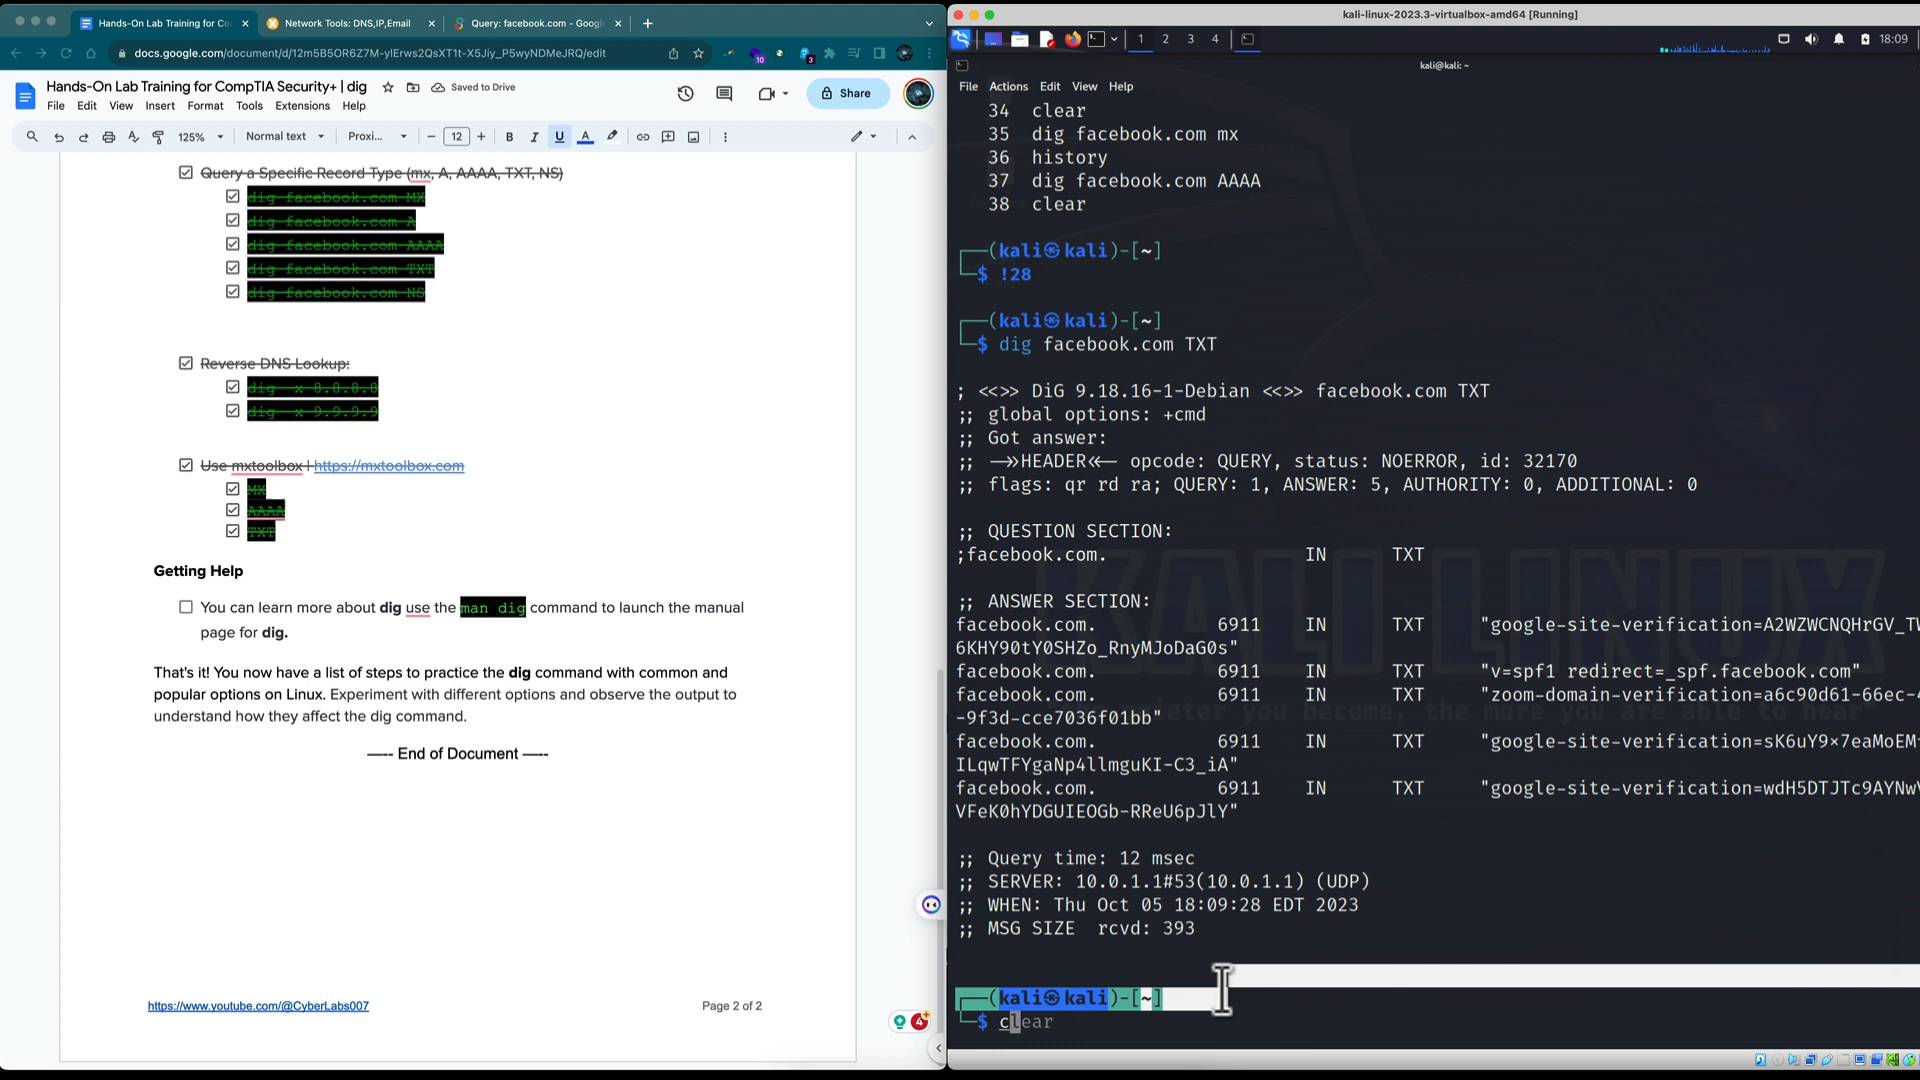 Hands-On Lab Training for Co
Network Tools: DNS,IP,Email
Query: facebook.com - Googl
docs.google.com/document/d/12m5B5OR6Z7M-ylErws2QsXT1t-X5Jiy_P5wyNDMeJRQ/edit
10
3
Hands-On Lab Training for CompTIA Security+ | dig
Saved to Drive
File Edit View Insert Format Tools Extensions Help
Share
125%
Normal text
Proxi...
12
B I U A
Query a Specific Record Type (mx, A, AAAA, TXT, NS)
dig facebook.com MX
dig facebook.com A
dig facebook.com AAAA
dig facebook.com TXT
dig facebook.com NS
Reverse DNS Lookup:
dig -x 8.8.8.8
dig -x 9.9.9.9
Use mxtoolbox | https://mxtoolbox.com
MX
AAAA
TXT
Getting Help
You can learn more about dig use the man dig command to launch the manual
page for dig.
That's it! You now have a list of steps to practice the dig command with common and
popular options on Linux. Experiment with different options and observe the output to
understand how they affect the dig command.
—-- End of Document —--
https://www.youtube.com/@CyberLabs007
Page 2 of 2
4
kali-linux-2023.3-virtualbox-amd64 [Running]
1 2 3 4
18:09
kali@kali: ~
File Actions Edit View Help
34 clear
35 dig facebook.com mx
36 history
37 dig facebook.com AAAA
38 clear
(kali㉿kali)-[~]
$ !28
(kali㉿kali)-[~]
$ dig facebook.com TXT
; <<>> DiG 9.18.16-1-Debian <<>> facebook.com TXT
;; global options: +cmd
;; Got answer:
;; ->>HEADER<<- opcode: QUERY, status: NOERROR, id: 32170
;; flags: qr rd ra; QUERY: 1, ANSWER: 5, AUTHORITY: 0, ADDITIONAL: 0
;; QUESTION SECTION:
;facebook.com. IN TXT
;; ANSWER SECTION:
facebook.com. 6911 IN TXT "google-site-verification=A2WZWCNQHrGV_TW
6KHY90tY0SHZo_RnyMJoDaG0s"
facebook.com. 6911 IN TXT "v=spf1 redirect=_spf.facebook.com"
facebook.com. 6911 IN TXT "zoom-domain-verification=a6c90d61-66ec-4
-9f3d-cce7036f01bb"
facebook.com. 6911 IN TXT "google-site-verification=sK6uY9x7eaMoEM
ILqwTFYgaNp4llmguKI-C3_iA"
facebook.com. 6911 IN TXT "google-site-verification=wdH5DTJTc9AYNw
VFeK0hYDGUIEOGb-RReU6pJlY"
;; Query time: 12 msec
;; SERVER: 10.0.1.1#53(10.0.1.1) (UDP)
;; WHEN: Thu Oct 05 18:09:28 EDT 2023
;; MSG SIZE rcvd: 393
(kali㉿kali)-[~]
$ clear
KALI LINUX
quieter you become, the more you are able to hear